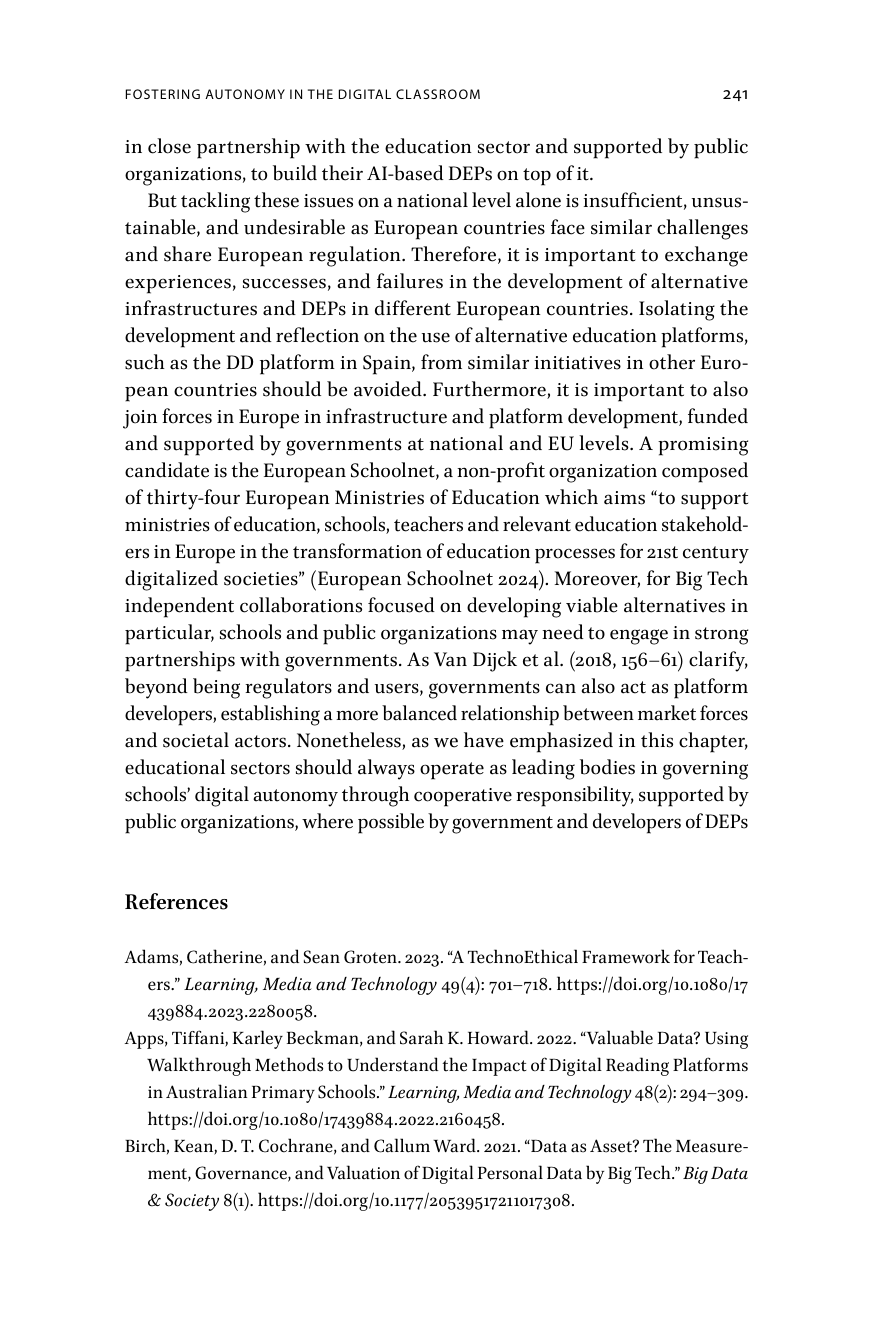 FOSTERING AUTONOMY IN THE DIGITAL CLASSROOM 241
in close partnership with the education sector and supported by public
organizations, to build their AI-based DEPs on top of it.
But tackling these issues on a national level alone is insufficient, unsus-
tainable, and undesirable as European countries face similar challenges
and share European regulation. Therefore, it is important to exchange
experiences, successes, and failures in the development of alternative
infrastructures and DEPs in different European countries. Isolating the
development and reflection on the use of alternative education platforms,
such as the DD platform in Spain, from similar initiatives in other Euro-
pean countries should be avoided. Furthermore, it is important to also
join forces in Europe in infrastructure and platform development, funded
and supported by governments at national and EU levels. A promising
candidate is the European Schoolnet, a non-profit organization composed
of thirty-four European Ministries of Education which aims “to support
ministries of education, schools, teachers and relevant education stakehold-
ers in Europe in the transformation of education processes for 21st century
digitalized societies” (European Schoolnet 2024). Moreover, for Big Tech
independent collaborations focused on developing viable alternatives in
particular, schools and public organizations may need to engage in strong
partnerships with governments. As Van Dijck et al. (2018, 156–61) clarify,
beyond being regulators and users, governments can also act as platform
developers, establishing a more balanced relationship between market forces
and societal actors. Nonetheless, as we have emphasized in this chapter,
educational sectors should always operate as leading bodies in governing
schools’ digital autonomy through cooperative responsibility, supported by
public organizations, where possible by government and developers of DEPs
References
Adams, Catherine, and Sean Groten. 2023. “A TechnoEthical Framework for Teach-
ers.” Learning, Media and Technology 49(4): 701–718. https://doi.org/10.1080/17
439884.2023.2280058.
Apps, Tiffani, Karley Beckman, and Sarah K. Howard. 2022. “Valuable Data? Using
Walkthrough Methods to Understand the Impact of Digital Reading Platforms
in Australian Primary Schools.” Learning, Media and Technology 48(2): 294–309.
https://doi.org/10.1080/17439884.2022.2160458.
Birch, Kean, D. T. Cochrane, and Callum Ward. 2021. “Data as Asset? The Measure-
ment, Governance, and Valuation of Digital Personal Data by Big Tech.” Big Data
& Society 8(1). https://doi.org/10.1177/20539517211017308.